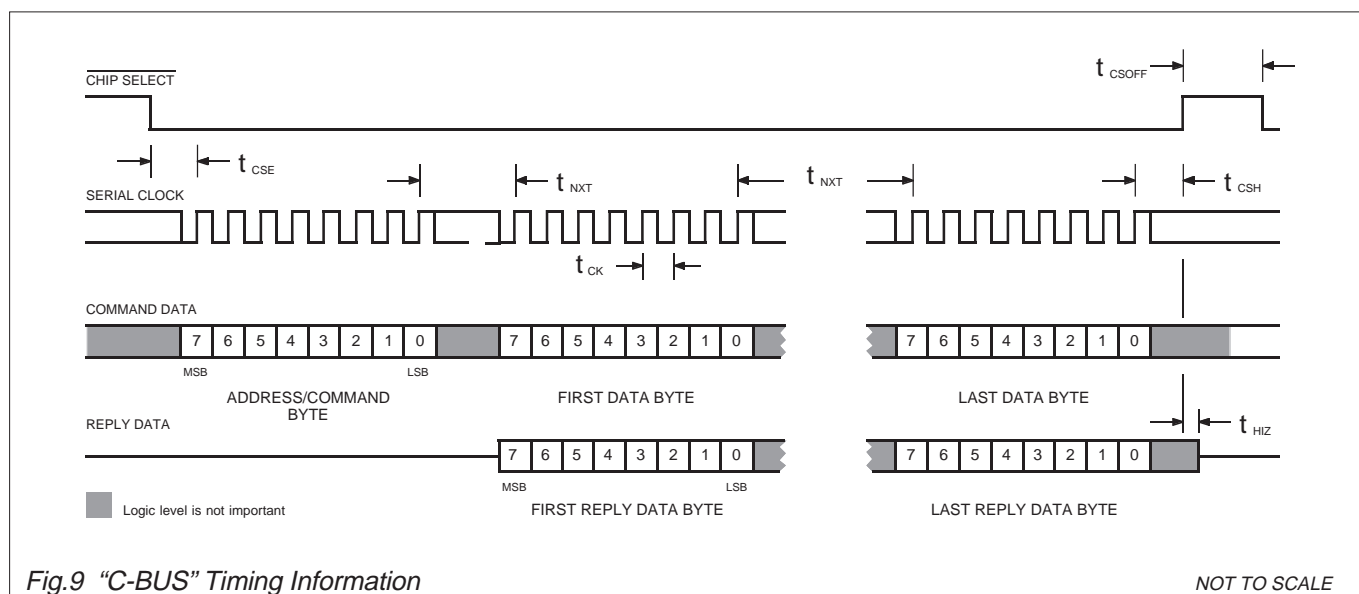 t CSOFF
CHIP SELECT
t CSE
t NXT
t NXT
t CSH
SERIAL CLOCK
t CK
COMMAND DATA
7 6 5 4 3 2 1 0 7 6 5 4 3 2 1 0 7 6 5 4 3 2 1 0
MSB LSB
ADDRESS/COMMAND
BYTE
FIRST DATA BYTE
LAST DATA BYTE
REPLY DATA
t HIZ
7 6 5 4 3 2 1 0 7 6 5 4 3 2 1 0
MSB LSB
Logic level is not important
FIRST REPLY DATA BYTE
LAST REPLY DATA BYTE
Fig.9 “C-BUS” Timing Information
NOT TO SCALE